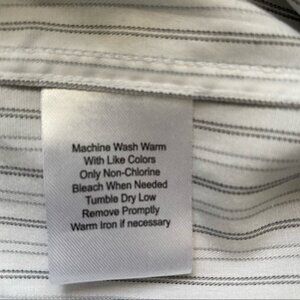 Machine Wash Warm
With Like Colors
Only Non-Chlorine
Bleach When Needed
Tumble Dry Low
Remove Promptly
Warm Iron if necessary